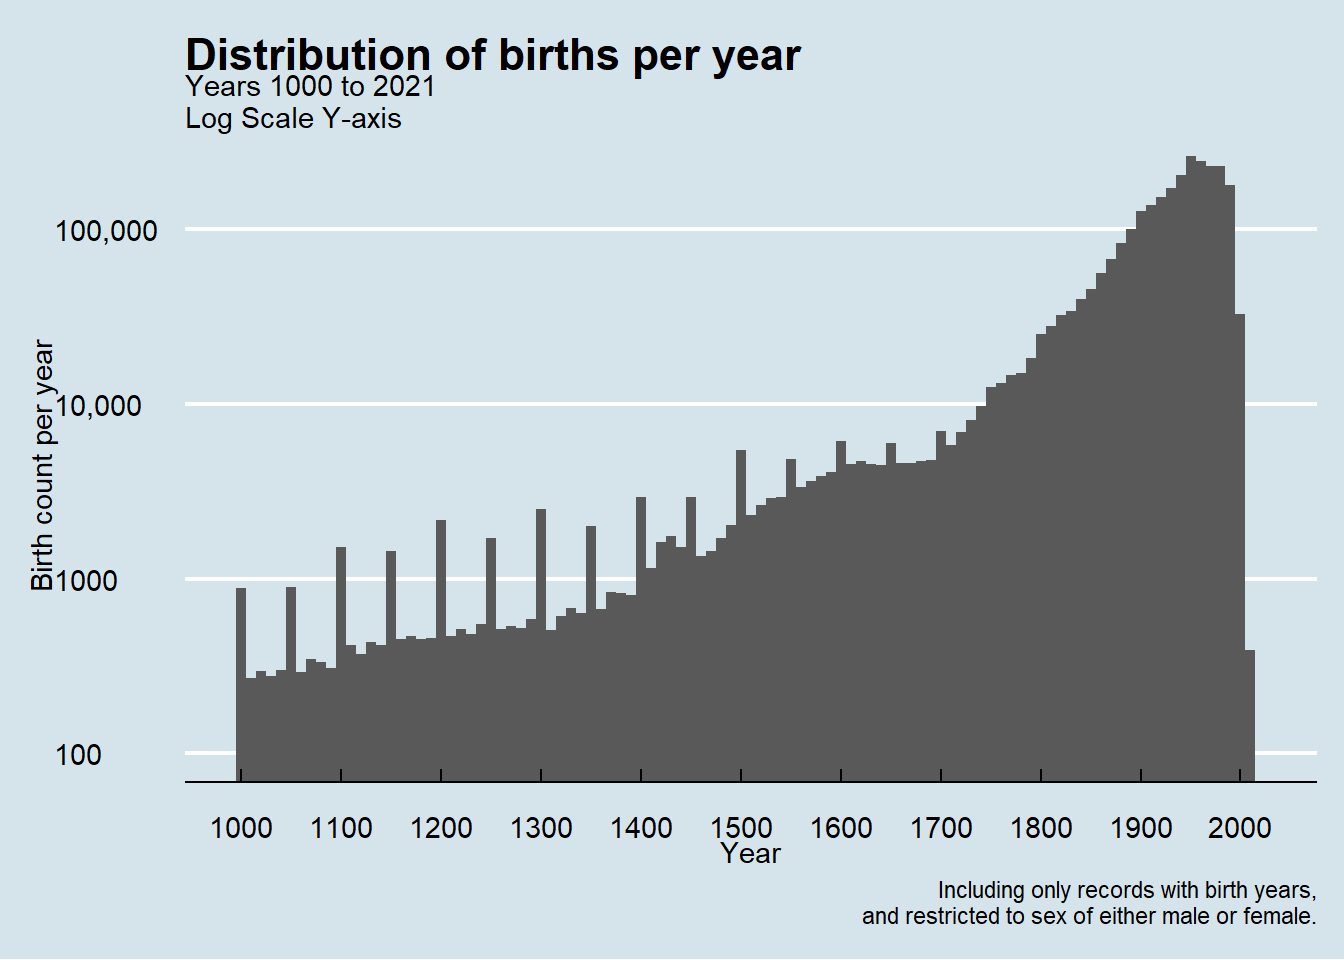 Distribution of births per year
Years 1000 to 2021
Log Scale Y-axis
Birth count per year
100,000
10,000
1000
100
1000 1100 1200 1300 1400 1500 1600 1700 1800 1900 2000
Year
Including only records with birth years,
and restricted to sex of either male or female.